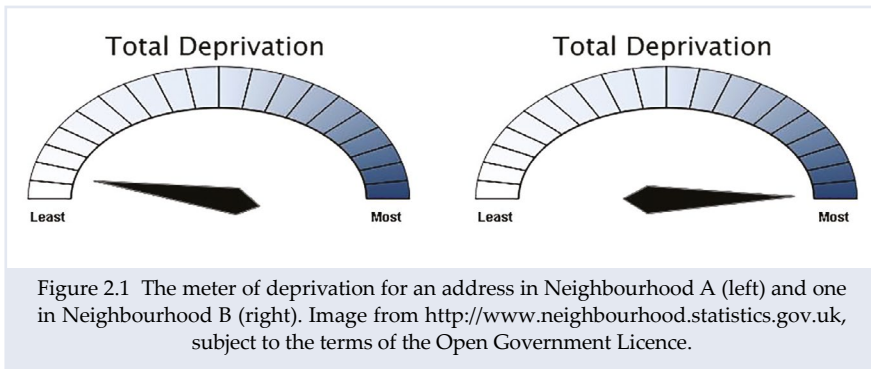 Total Deprivation
Least
Most
Total Deprivation
Least
Most
Figure 2.1 The meter of deprivation for an address in Neighbourhood A (left) and one
in Neighbourhood B (right). Image from http://www.neighbourhood.statistics.gov.uk,
subject to the terms of the Open Government Licence.